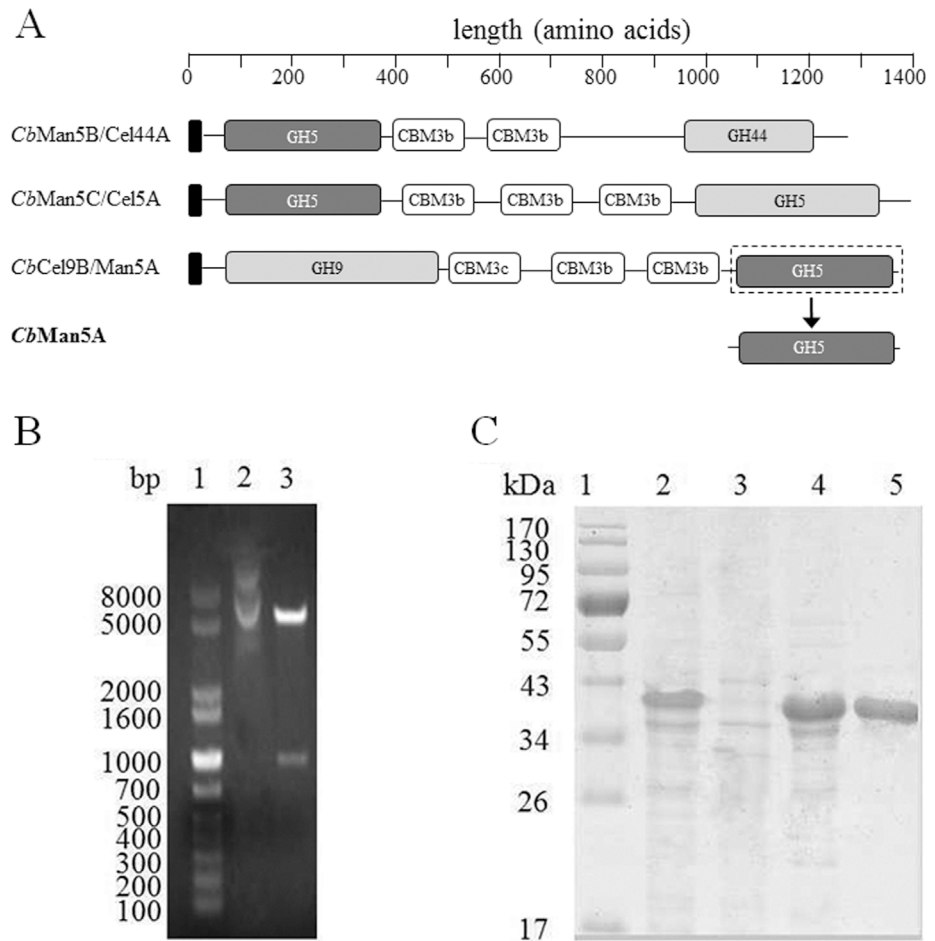 A
length (amino acids)
0 200 400 600 800 1000 1200 1400
CbMan5B/Cel44A GH5 CBM3b CBM3b GH44
CbMan5C/Cel5A GH5 CBM3b CBM3b CBM3b GH5
CbCel9B/Man5A GH9 CBM3c CBM3b CBM3b GH5
CbMan5A GH5
B
bp 1 2 3
8000
5000
2000
1600
1000
700
500
400
300
200
100
C
kDa 1 2 3 4 5
170
130
95
72
55
43
34
26
17